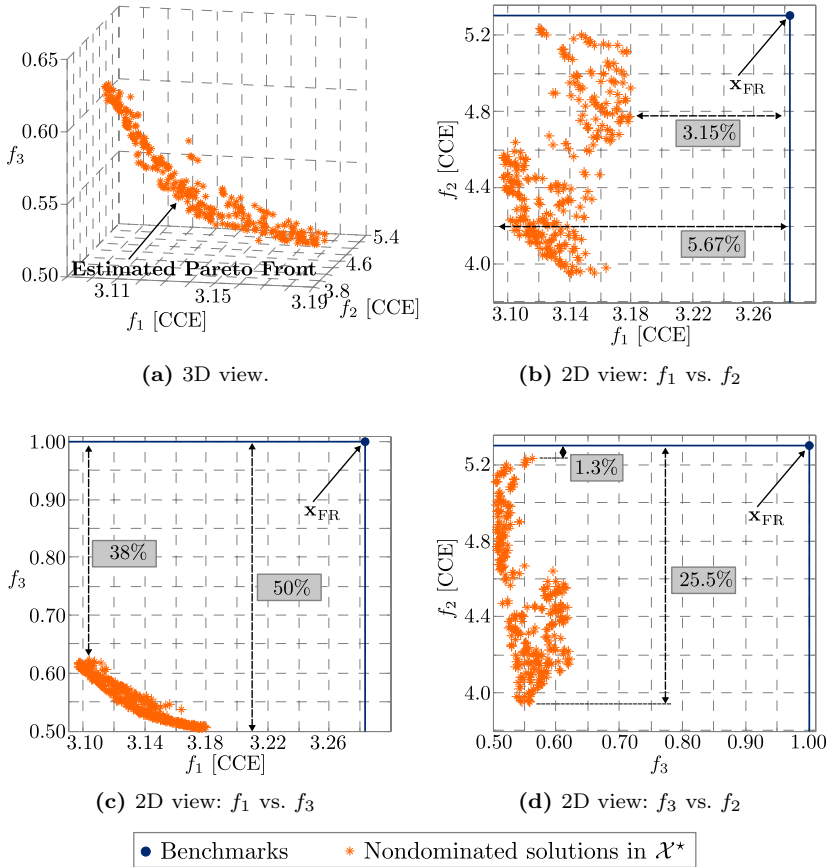 0.65
0.60
f3
0.55
0.50
Estimated Pareto Front
5.4
4.6
3.8
3.11
3.15
3.19
f1 [CCE]
f2 [CCE]
(a) 3D view.
5.2
4.8
4.4
4.0
f2 [CCE]
xFR
3.15%
5.67%
3.10 3.14 3.18 3.22 3.26
f1 [CCE]
(b) 2D view: f1 vs. f2
1.00
0.90
0.80
0.70
0.60
0.50
f3
xFR
38%
50%
3.10 3.14 3.18 3.22 3.26
f1 [CCE]
(c) 2D view: f1 vs. f3
5.2
4.8
4.4
4.0
f2 [CCE]
1.3%
xFR
25.5%
0.50 0.60 0.70 0.80 0.90 1.00
f3
(d) 2D view: f3 vs. f2
Benchmarks Nondominated solutions in 𝒳⋆